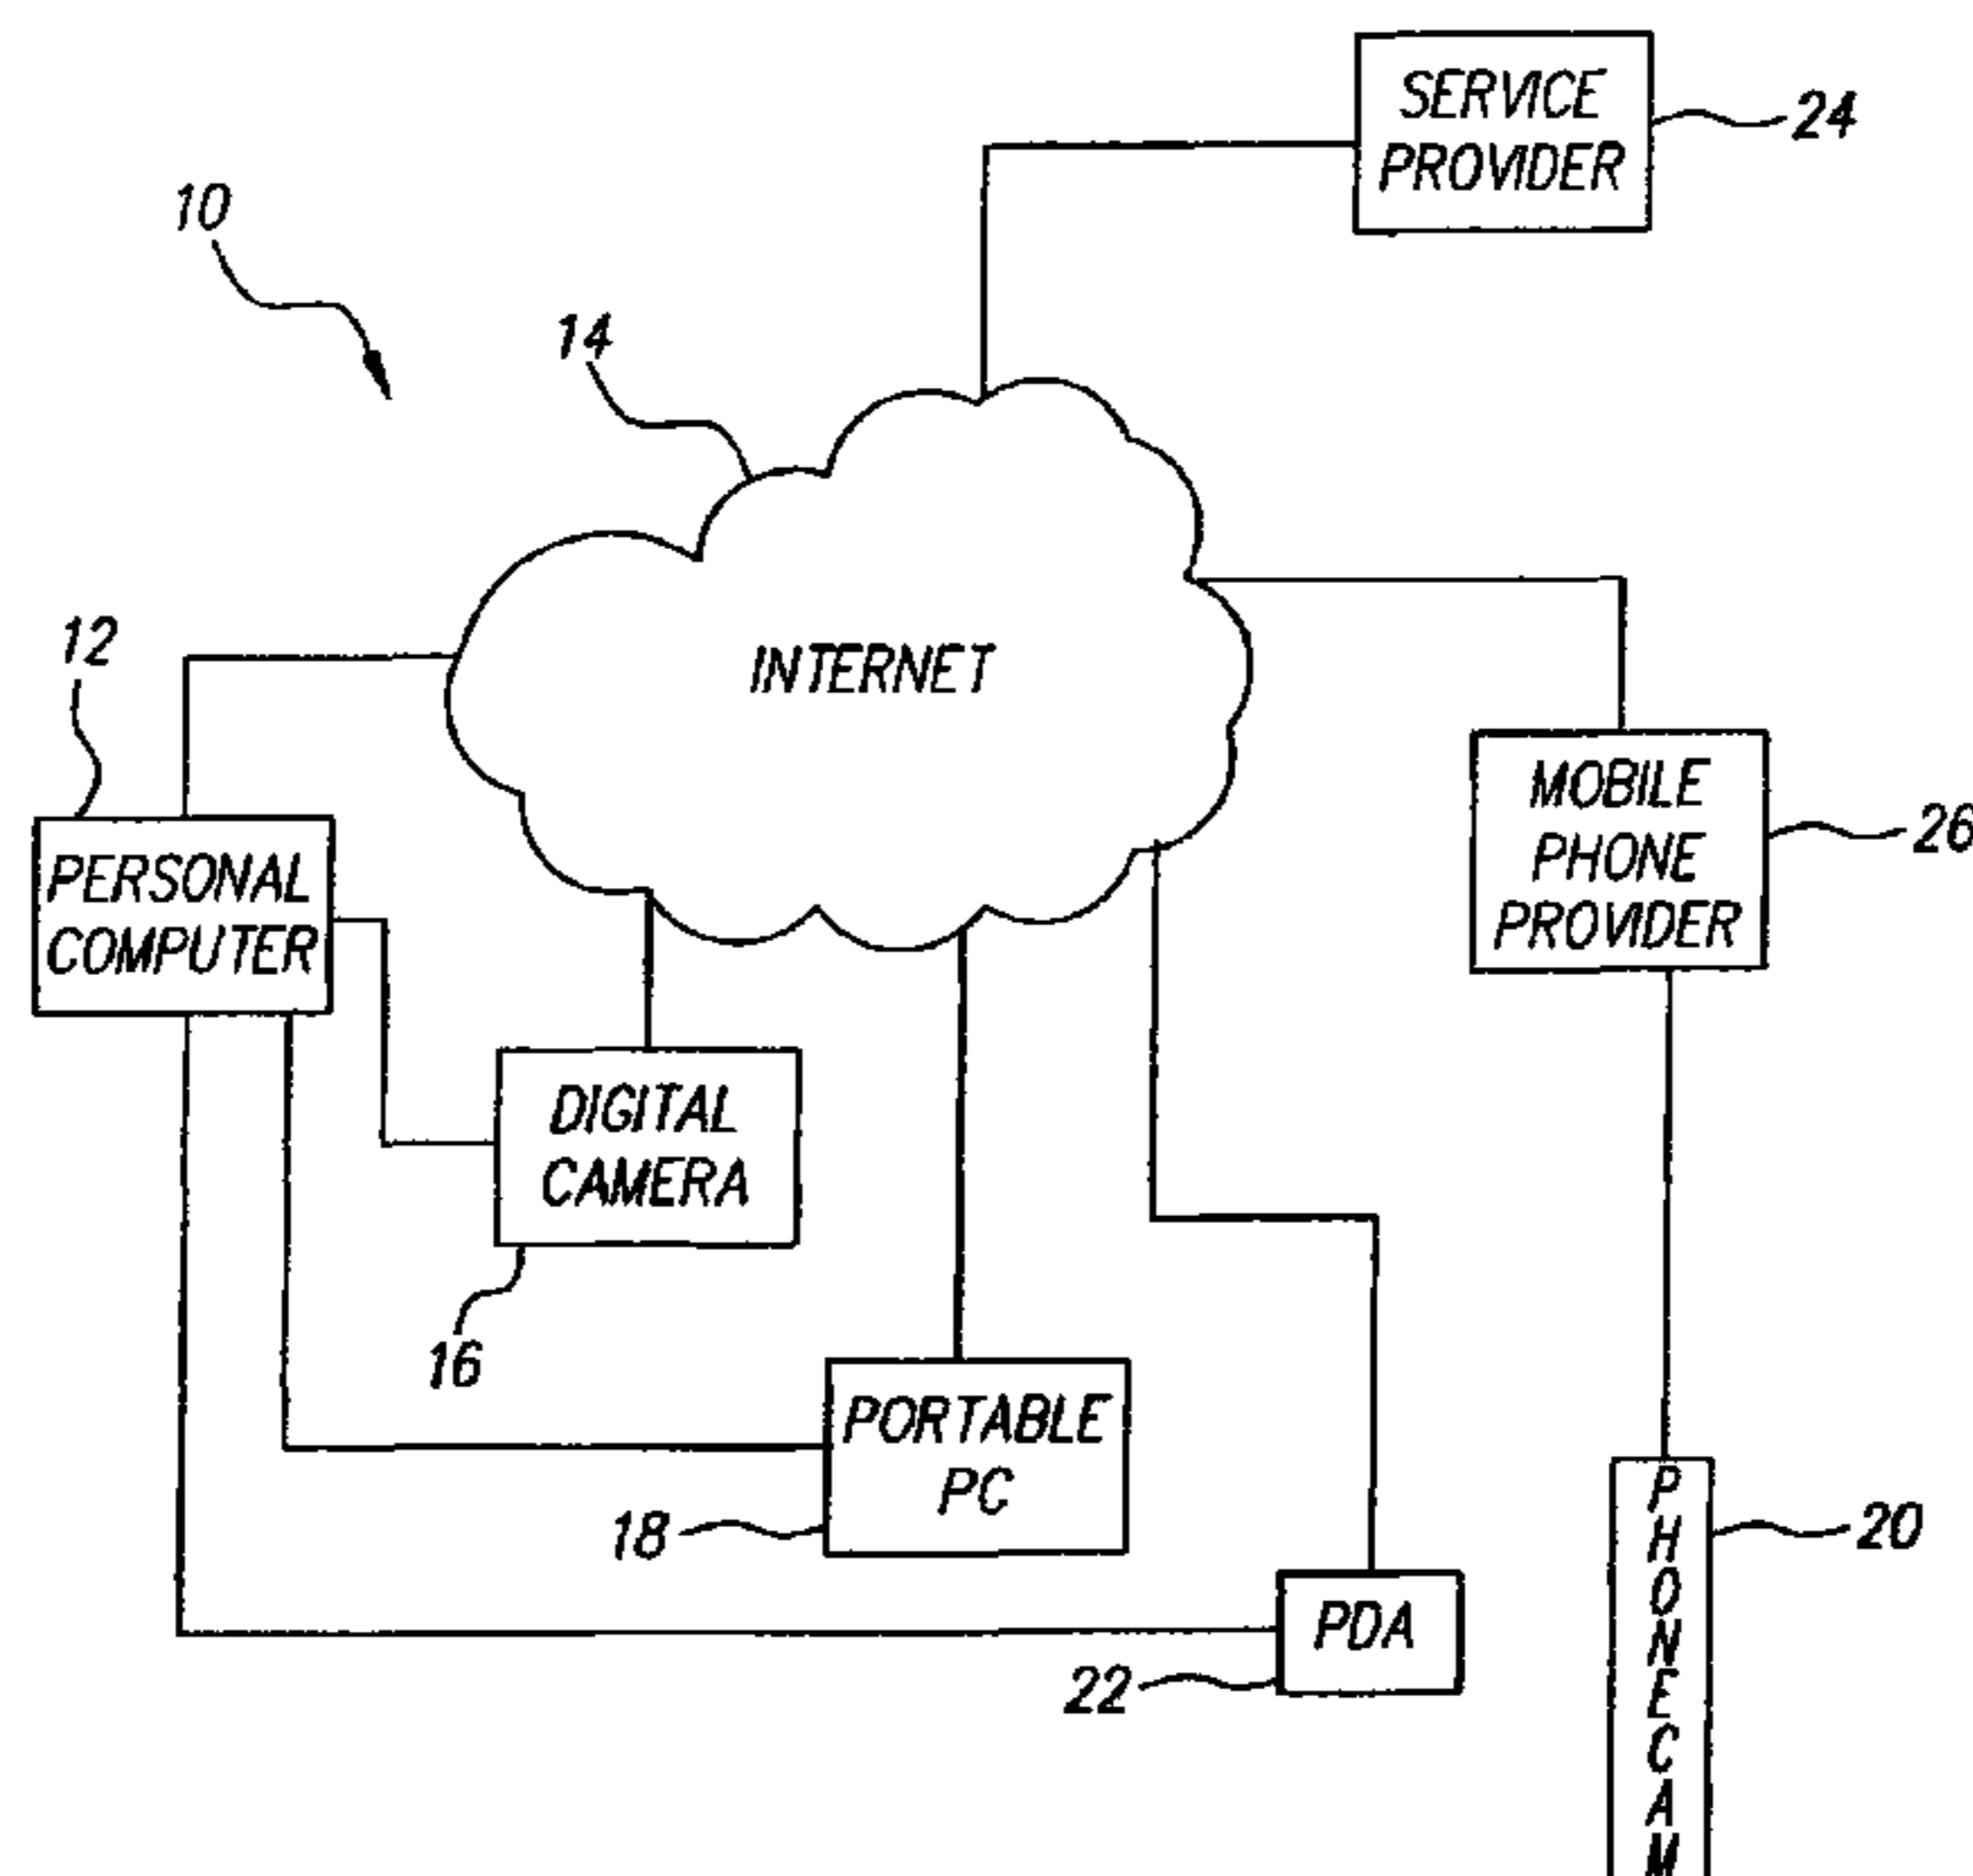 SERVICE
PROVIDER
24
10
14
INTERNET
12
PERSONAL
COMPUTER
MOBILE
PHONE
PROVIDER
26
DIGITAL
CAMERA
16
PORTABLE
PC
18
PDA
22
PHONECAM
20